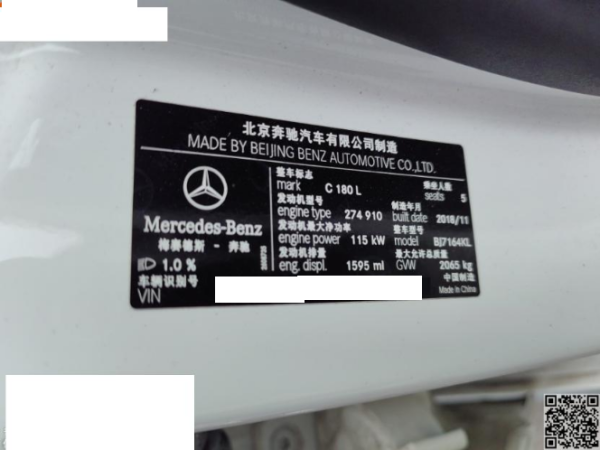 北京奔驰汽车有限公司制造
MADE BY BEIJING BENZ AUTOMOTIVE CO.,LTD.
Mercedes-Benz
梅赛德斯 - 奔驰
1.0 %
整车标志
mark C 180 L
乘坐人数
seats 5
发动机型号
engine type 274 910
制造年月
built date 2018/11
发动机最大净功率
engine power 115 kW
整车型号
model BJ7164KL
发动机排量
eng. displ. 1595 ml
最大允许总质量
GVW 2065 kg
车辆识别号
VIN
中国制造
Made in China